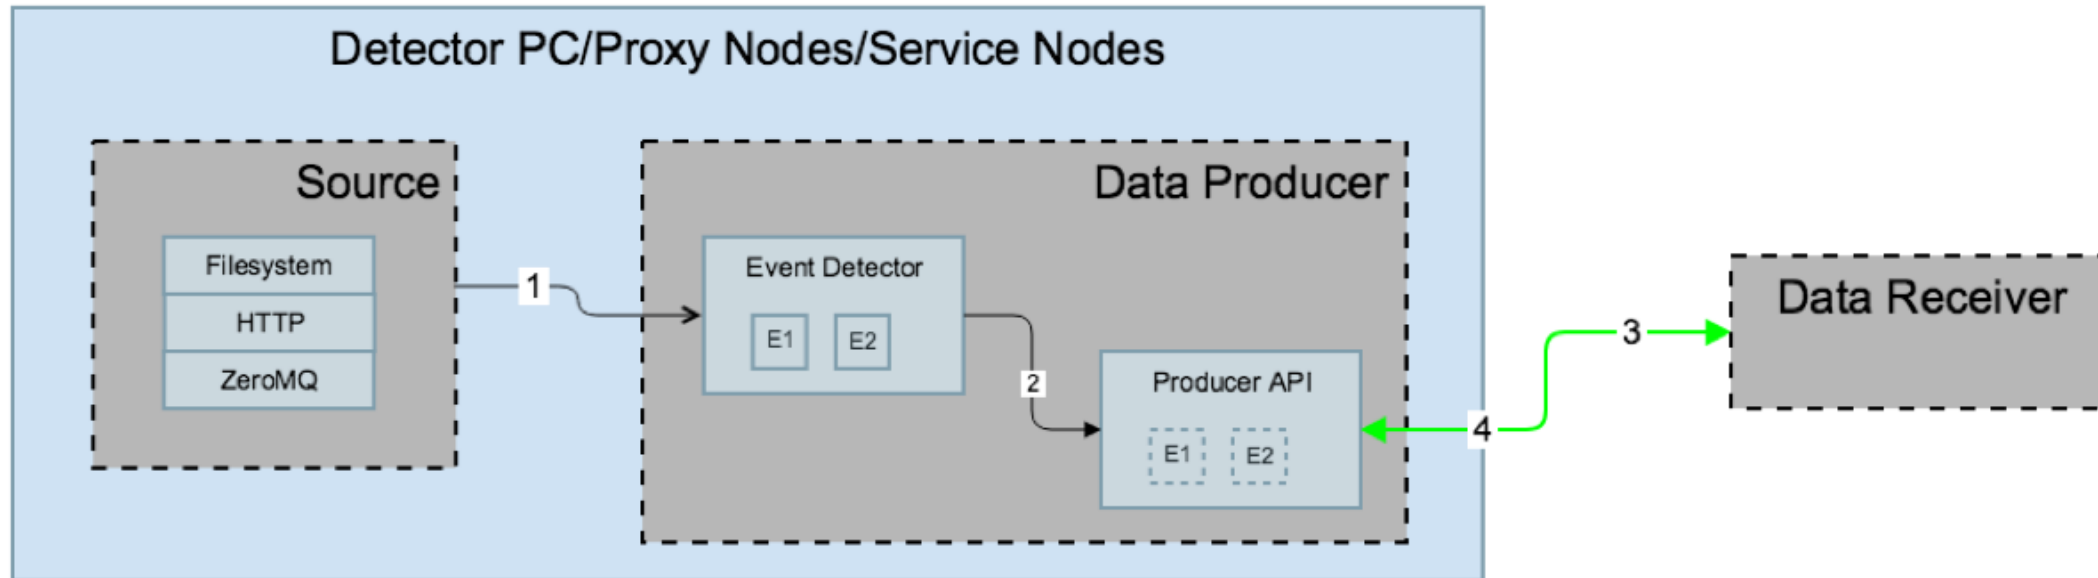 Detector PC/Proxy Nodes/Service Nodes
Source
Filesystem
HTTP
ZeroMQ
1
Data Producer
Event Detector
E1 E2
2
Producer API
E1 E2
3
4
Data Receiver